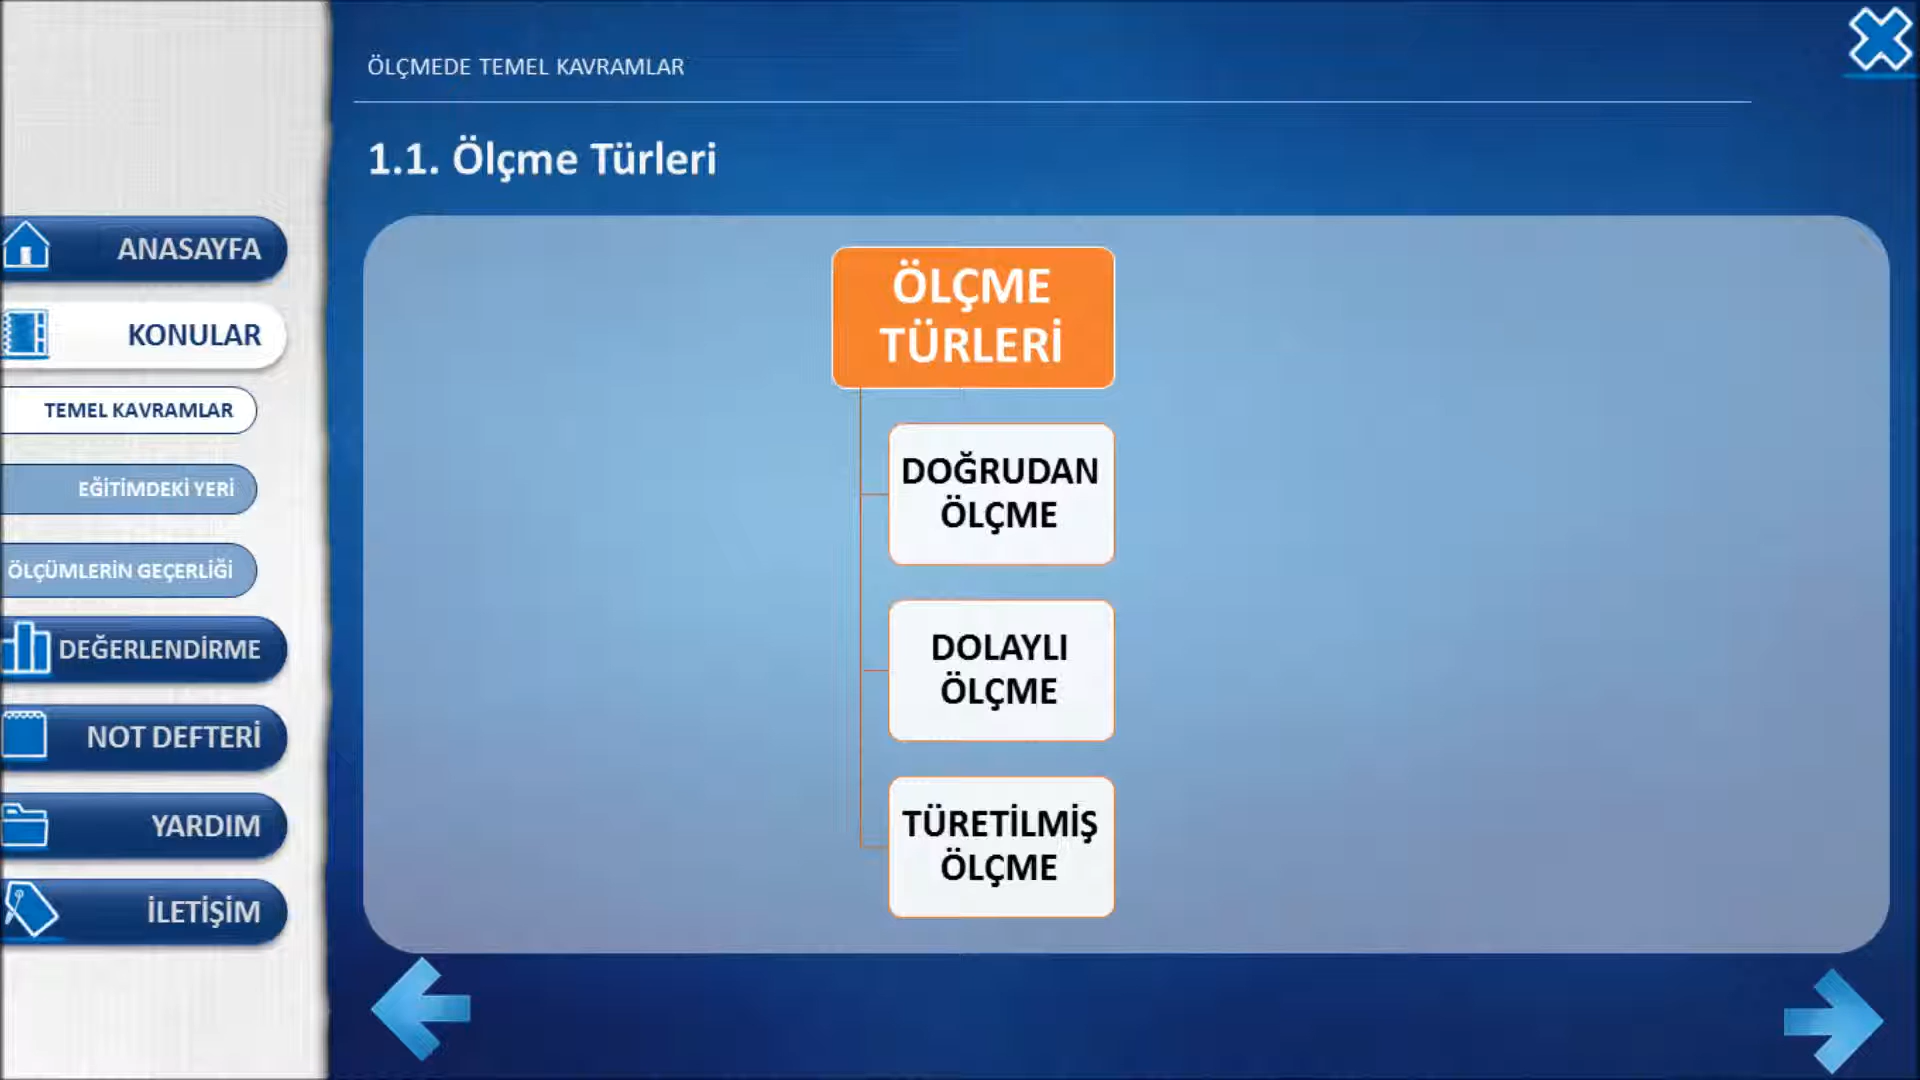 ÖLÇMEDE TEMEL KAVRAMLAR
1.1. Ölçme Türleri
ANASAYFA
KONULAR
TEMEL KAVRAMLAR
EĞİTİMDEKİ YERİ
ÖLÇÜMLERİN GEÇERLİĞİ
DEĞERLENDİRME
NOT DEFTERİ
YARDIM
İLETİŞİM
ÖLÇME
TÜRLERİ
DOĞRUDAN
ÖLÇME
DOLAYLI
ÖLÇME
TÜRETİLMİŞ
ÖLÇME